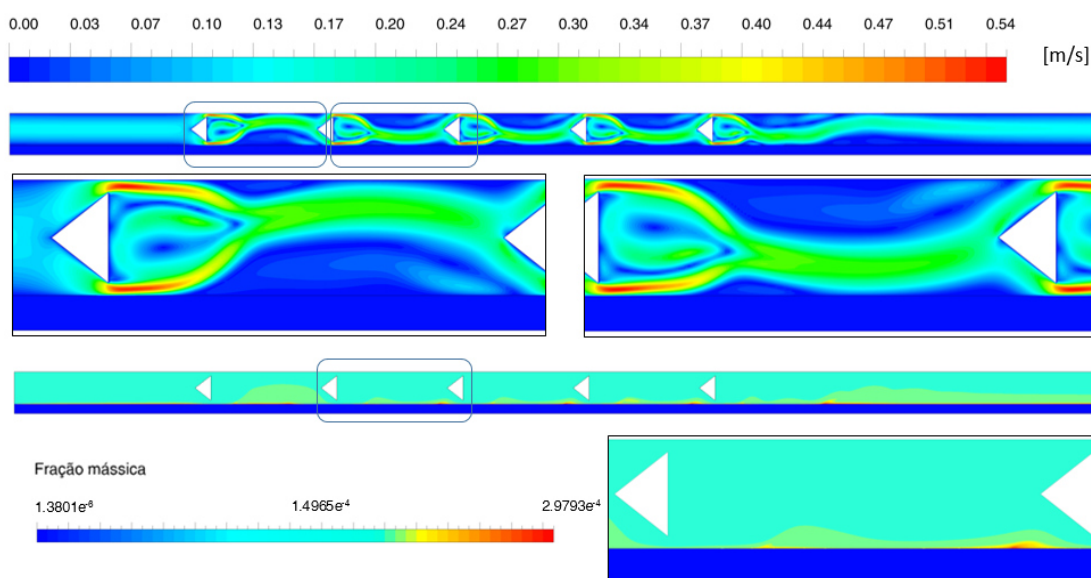 0.00 0.03 0.07 0.10 0.13 0.17 0.20 0.24 0.27 0.30 0.34 0.37 0.40 0.44 0.47 0.51 0.54
[m/s]
Fração mássica
1.3801e⁻⁶ 1.4965e⁻⁴ 2.9793e⁻⁴